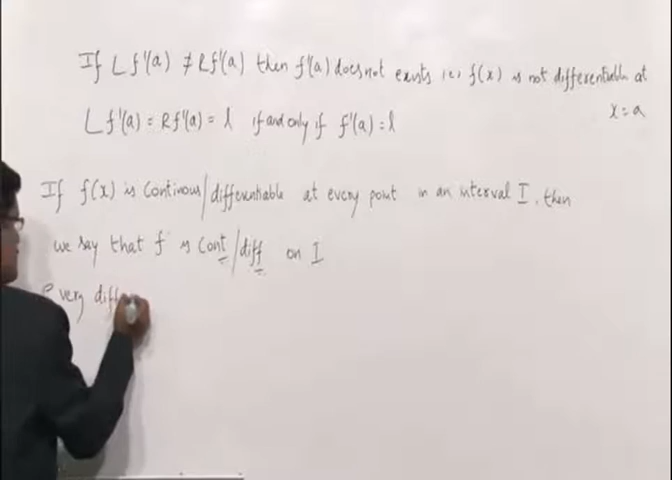 If Lf'(a) ≠ Rf'(a) then f'(a) does not exists i.e, f(x) is not differentiable at
x = a
Lf'(a) = Rf'(a) = l if and only if f'(a) = l
If f(x) is continous/differentiable at every point in an interval I, then
we say that f is cont/diff on I
Every diffe